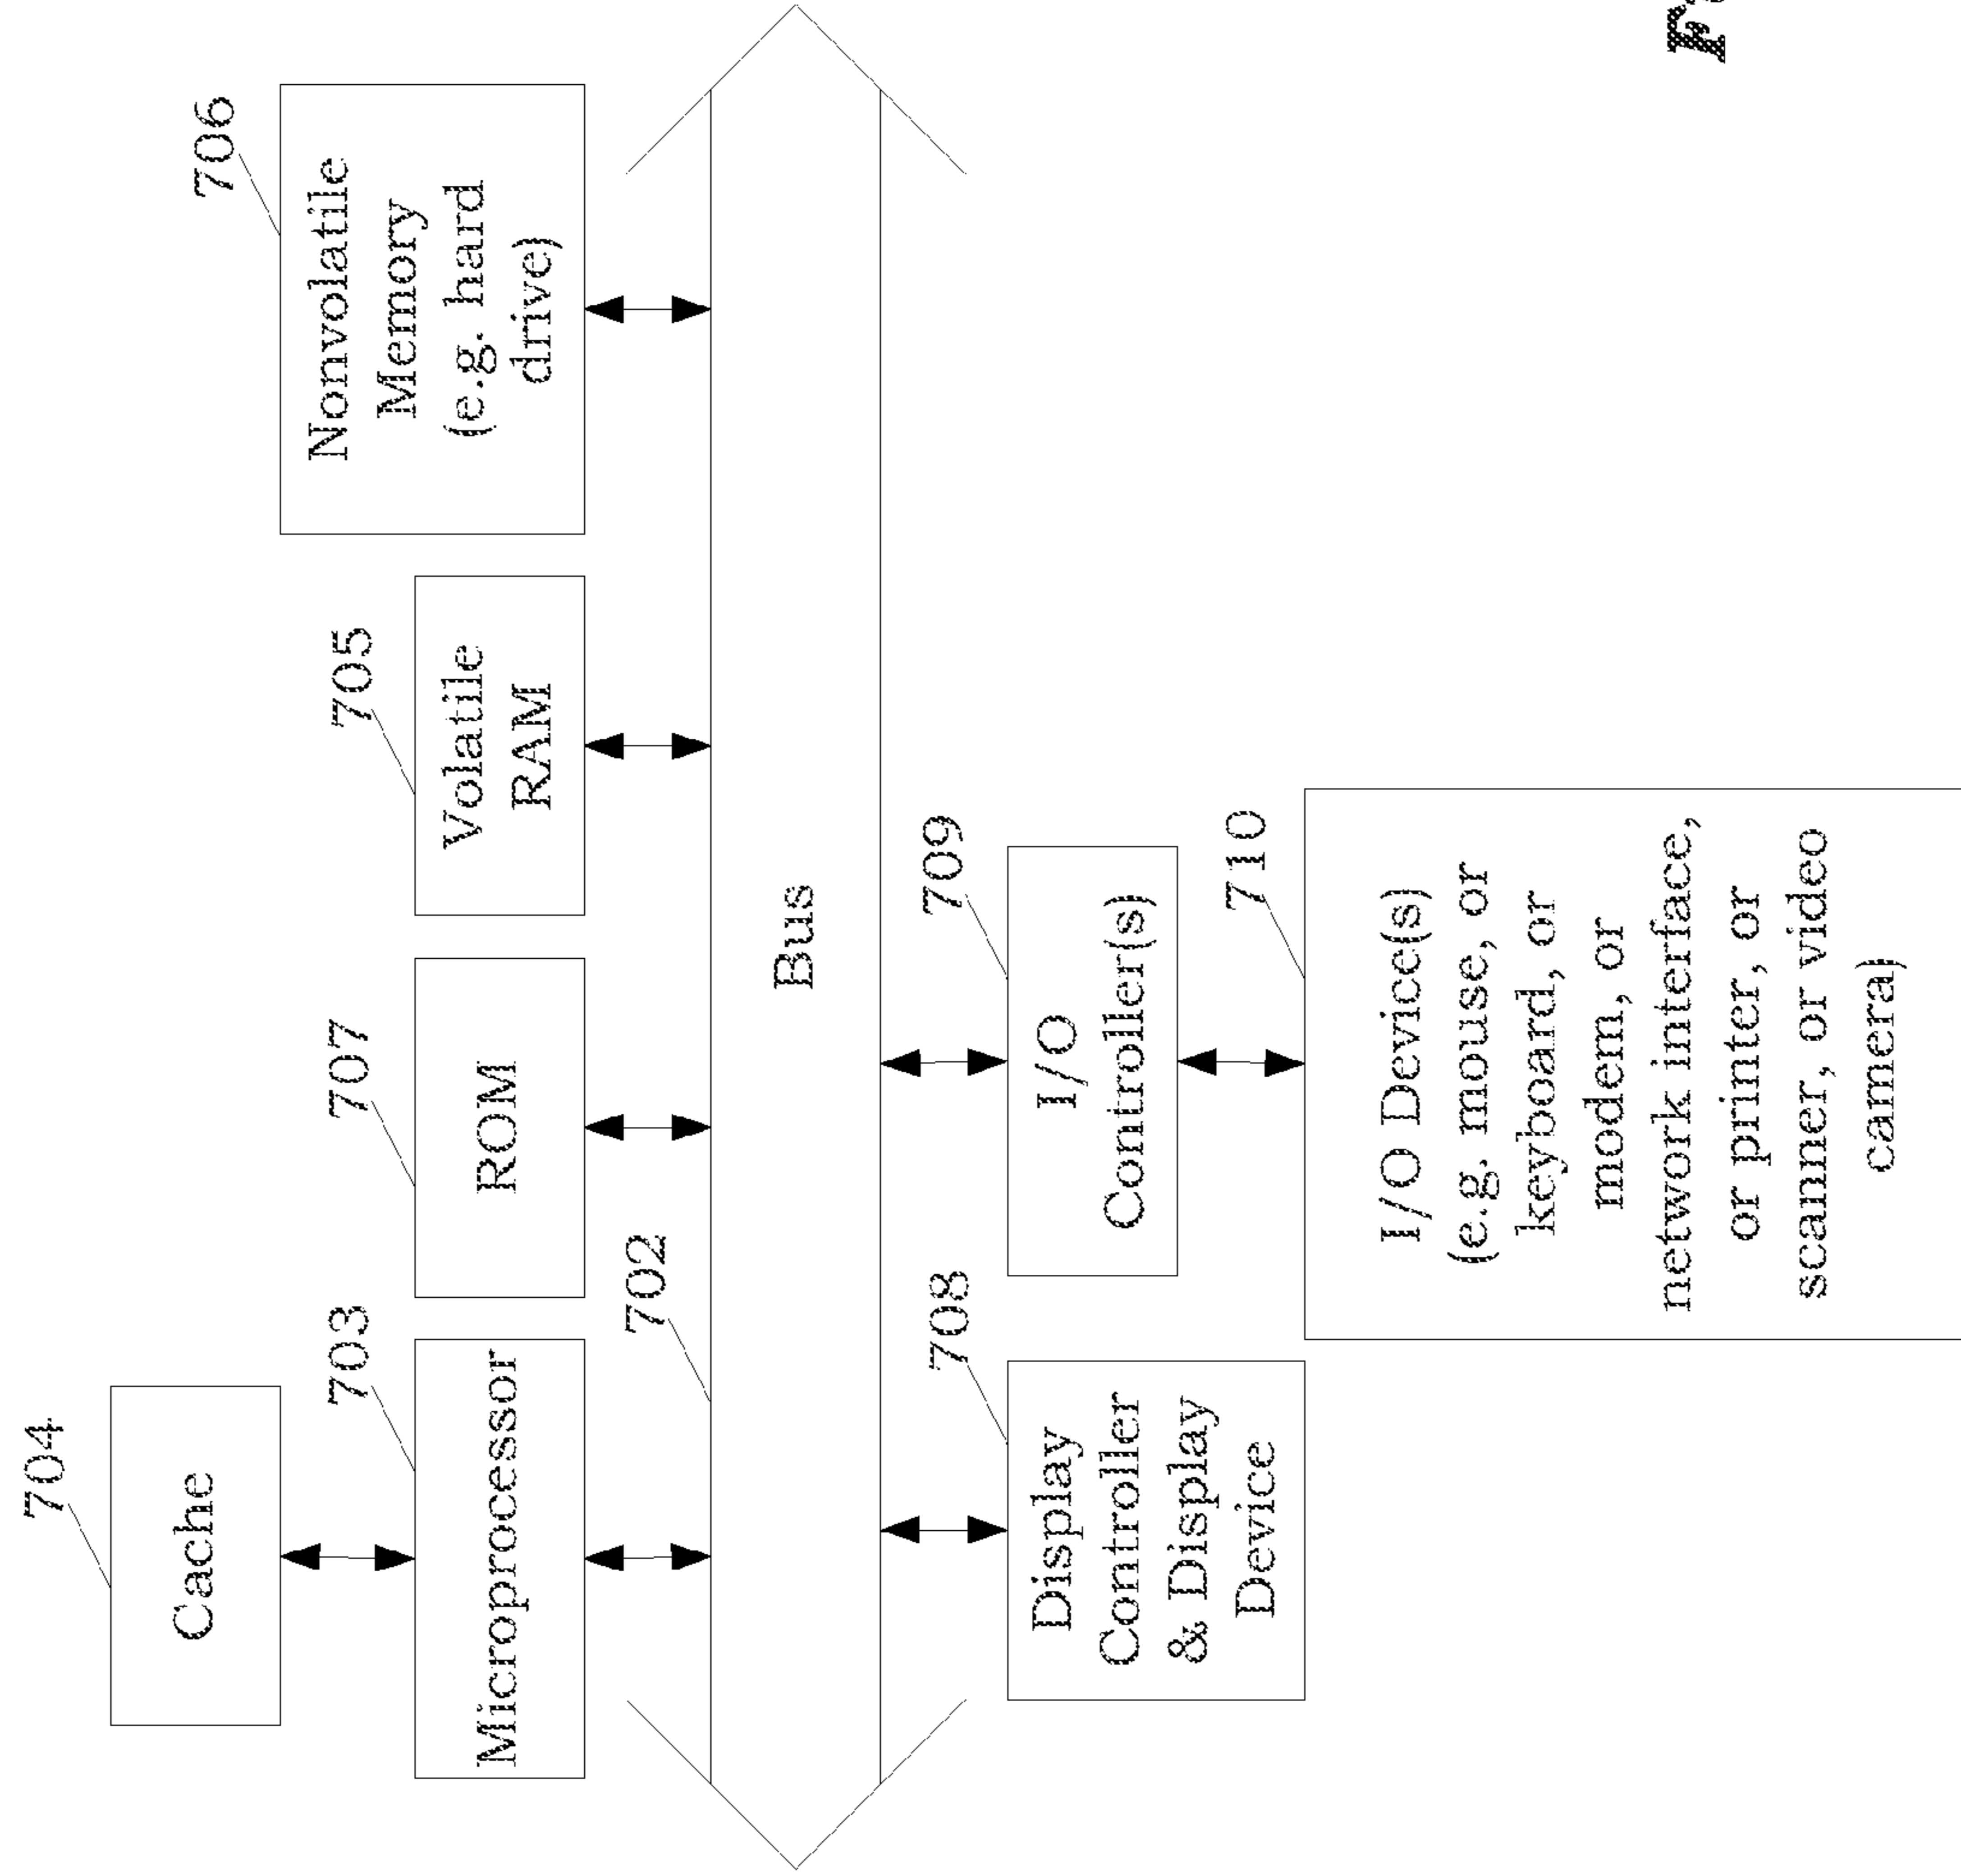 704
Cache
703
Microprocessor
707
ROM
705
Volatile
RAM
706
Nonvolatile
Memory
(e.g. hard
drive)
702
Bus
708
Display
Controller
& Display
Device
709
I/O
Controller(s)
710
I/O Device(s)
(e.g. mouse, or
keyboard, or
modem, or
network interface,
or printer, or
scanner, or video
camera)